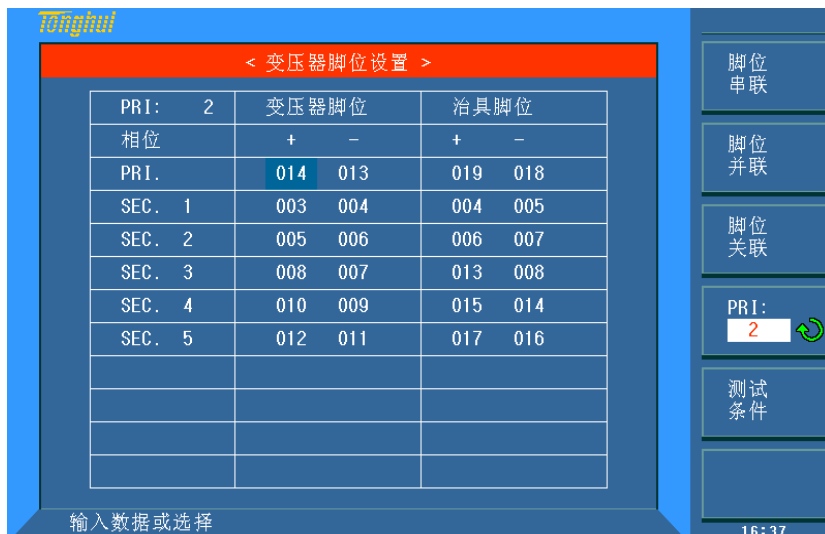 Tonghui
< 变压器脚位设置 >
PRI: 2 变压器脚位 治具脚位
相位 + - + -
PRI. 014 013 019 018
SEC. 1 003 004 004 005
SEC. 2 005 006 006 007
SEC. 3 008 007 013 008
SEC. 4 010 009 015 014
SEC. 5 012 011 017 016
输入数据或选择
脚位
串联
脚位
并联
脚位
关联
PRI:
2
测试
条件
16:37